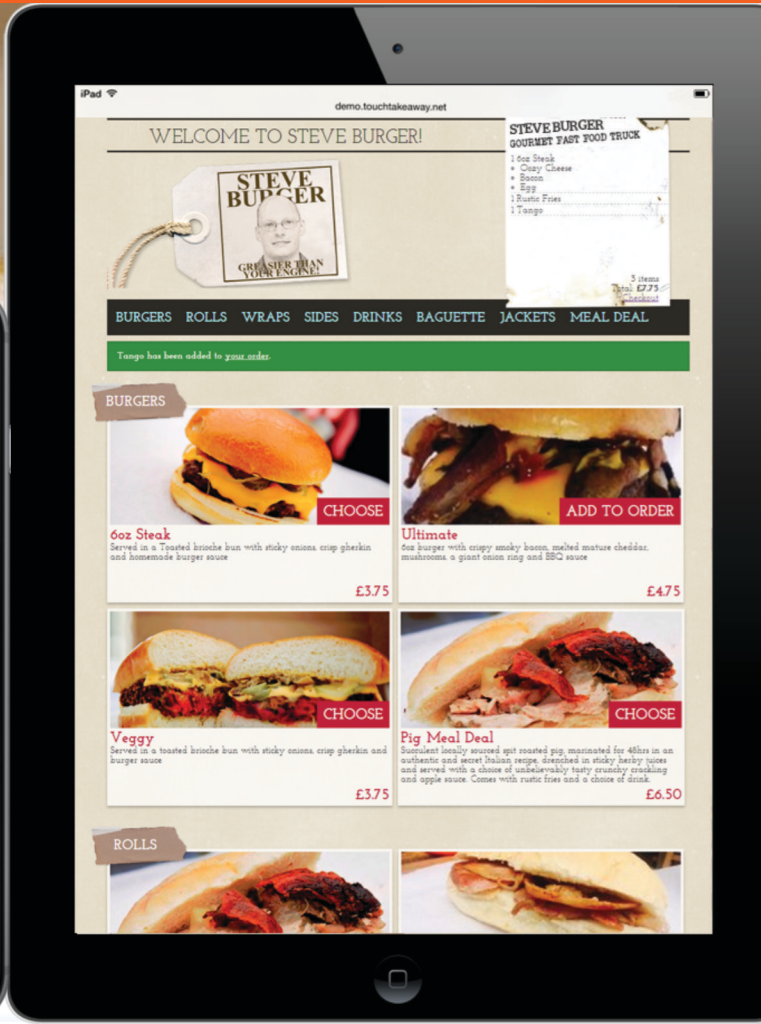 iPad
demo.touchtakeaway.net
WELCOME TO STEVE BURGER!
STEVE BURGER
GREASIER THAN
YOUR ENGINE!
STEVE BURGER
GOURMET FAST FOOD TRUCK
1 6oz Steak
Oozy Cheese
Bacon
Egg
1 Rustic Fries
1 Tango
3 items
Total: £7.75
Checkout
BURGERS ROLLS WRAPS SIDES DRINKS BAGUETTE JACKETS MEAL DEAL
Tango has been added to your order.
BURGERS
CHOOSE
6oz Steak
Served in a Toasted brioche bun with sticky onions, crisp gherkin
and homemade burger sauce
£3.75
ADD TO ORDER
Ultimate
6oz burger with crispy smoky bacon, melted mature cheddar,
mushrooms, a giant onion ring and BBQ sauce
£4.75
CHOOSE
Veggy
Served in a toasted brioche bun with sticky onions, crisp gherkin and
burger sauce
£3.75
CHOOSE
Pig Meal Deal
Succulent locally sourced spit roasted pig, marinated for 48hrs in an
authentic and secret Italian recipe, drenched in sticky herby juices
and served with a choice of unbelievably tasty crunchy crackling
and apple sauce. Comes with rustic fries and a choice of drink.
£6.50
ROLLS